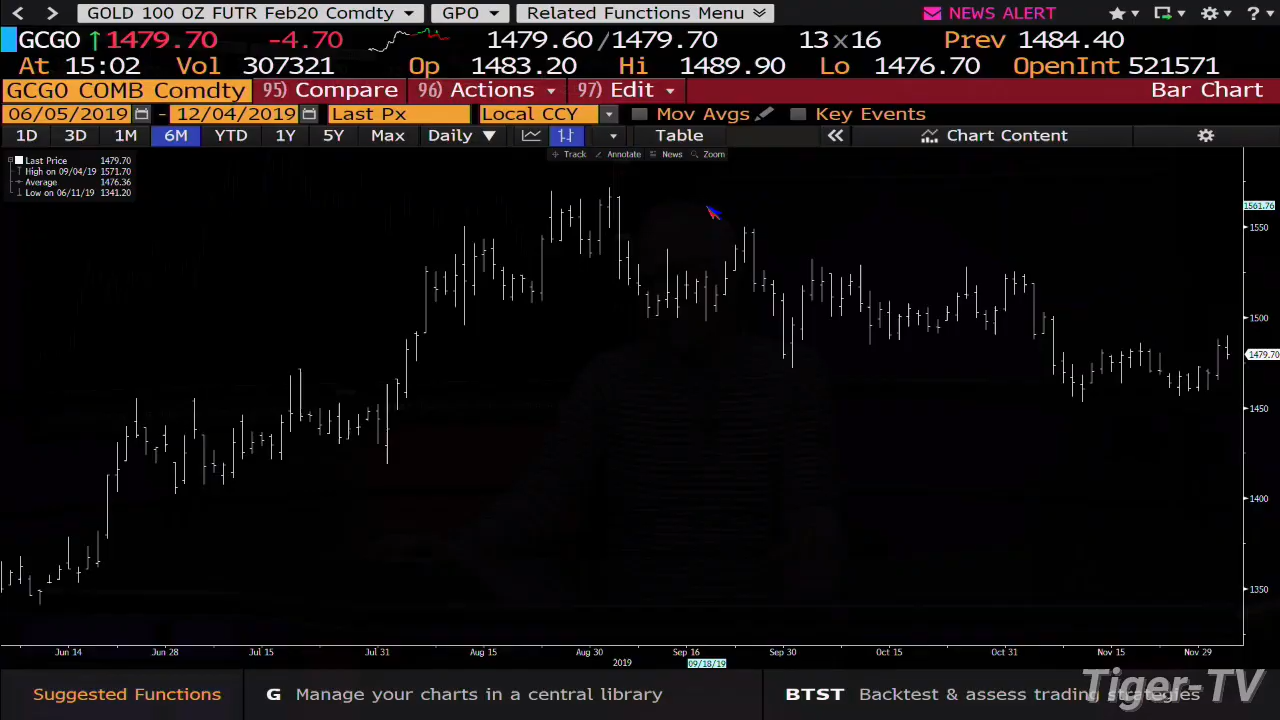 GOLD 100 OZ FUTR Feb20 Comdty GPO Related Functions Menu NEWS ALERT ?
GCG0 ↑1479.70 -4.70 1479.60/1479.70 13x16 Prev 1484.40
At 15:02 Vol 307321 Op 1483.20 Hi 1489.90 Lo 1476.70 OpenInt 521571
GCG0 COMB Comdty 95) Compare 96) Actions 97) Edit Bar Chart
06/05/2019 - 12/04/2019 Last Px Local CCY Mov Avgs Key Events
1D 3D 1M 6M YTD 1Y 5Y Max Daily ▼ Table « Chart Content
Track Annotate News Zoom
Last Price 1479.70
High on 09/04/19 1571.70
Average 1476.36
Low on 06/11/19 1341.20
1561.76
1550
1500
1479.70
1450
1400
1350
Jun 14 Jun 28 Jul 15 Jul 31 Aug 15 Aug 30 Sep 16 Sep 30 Oct 15 Oct 31 Nov 15 Nov 29
2019 09/18/19
Suggested Functions G Manage your charts in a central library BTST Backtest & assess trading strategies
Tiger-TV